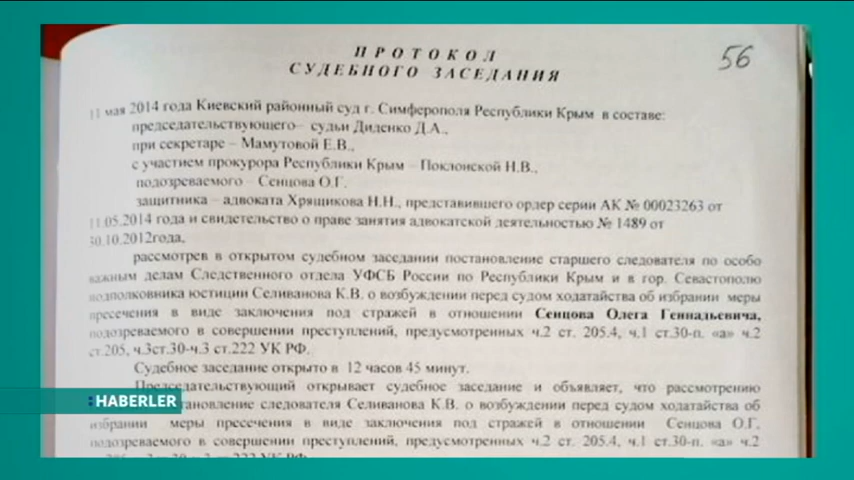 ПРОТОКОЛ
СУДЕБНОГО ЗАСЕДАНИЯ
56
11 мая 2014 года Киевский районный суд г. Симферополя Республики Крым в составе:
председательствующего– судьи Диденко Д.А.,
при секретаре – Мамутовой Е.В.,
с участием прокурора Республики Крым – Поклонской Н.В.,
подозреваемого – Сенцова О.Г.
защитника – адвоката Хрящикова Н.Н., представившего ордер серии АК № 00023263 от
11.05.2014 года и свидетельство о праве занятия адвокатской деятельностью № 1489 от
30.10.2012года,
рассмотрев в открытом судебном заседании постановление старшего следователя по особо
важным делам Следственного отдела УФСБ России по Республики Крым и в гор. Севастополю
подполковника юстиции Селиванова К.В. о возбуждении перед судом ходатайства об избрании меры
пресечения в виде заключения под стражей в отношении Сенцова Олега Геннадьевича,
подозреваемого в совершении преступлений, предусмотренных ч.2 ст. 205.4, ч.1 ст.30-п. «а» ч.2
ст.205, ч.3ст.30-ч.3 ст.222 УК РФ.
Судебное заседание открыто в 12 часов 45 минут.
Председательствующий открывает судебное заседание и объявляет, что рассмотрению
HABERLER
становление следователя Селиванова К.В. о возбуждении перед судом ходатайства об
избрании меры пресечения в виде заключения под стражей в отношении Сенцова О.Г.
подозреваемого в совершении преступлений, предусмотренных ч.2 ст. 205.4, ч.1 ст.30-п. «а» ч.2